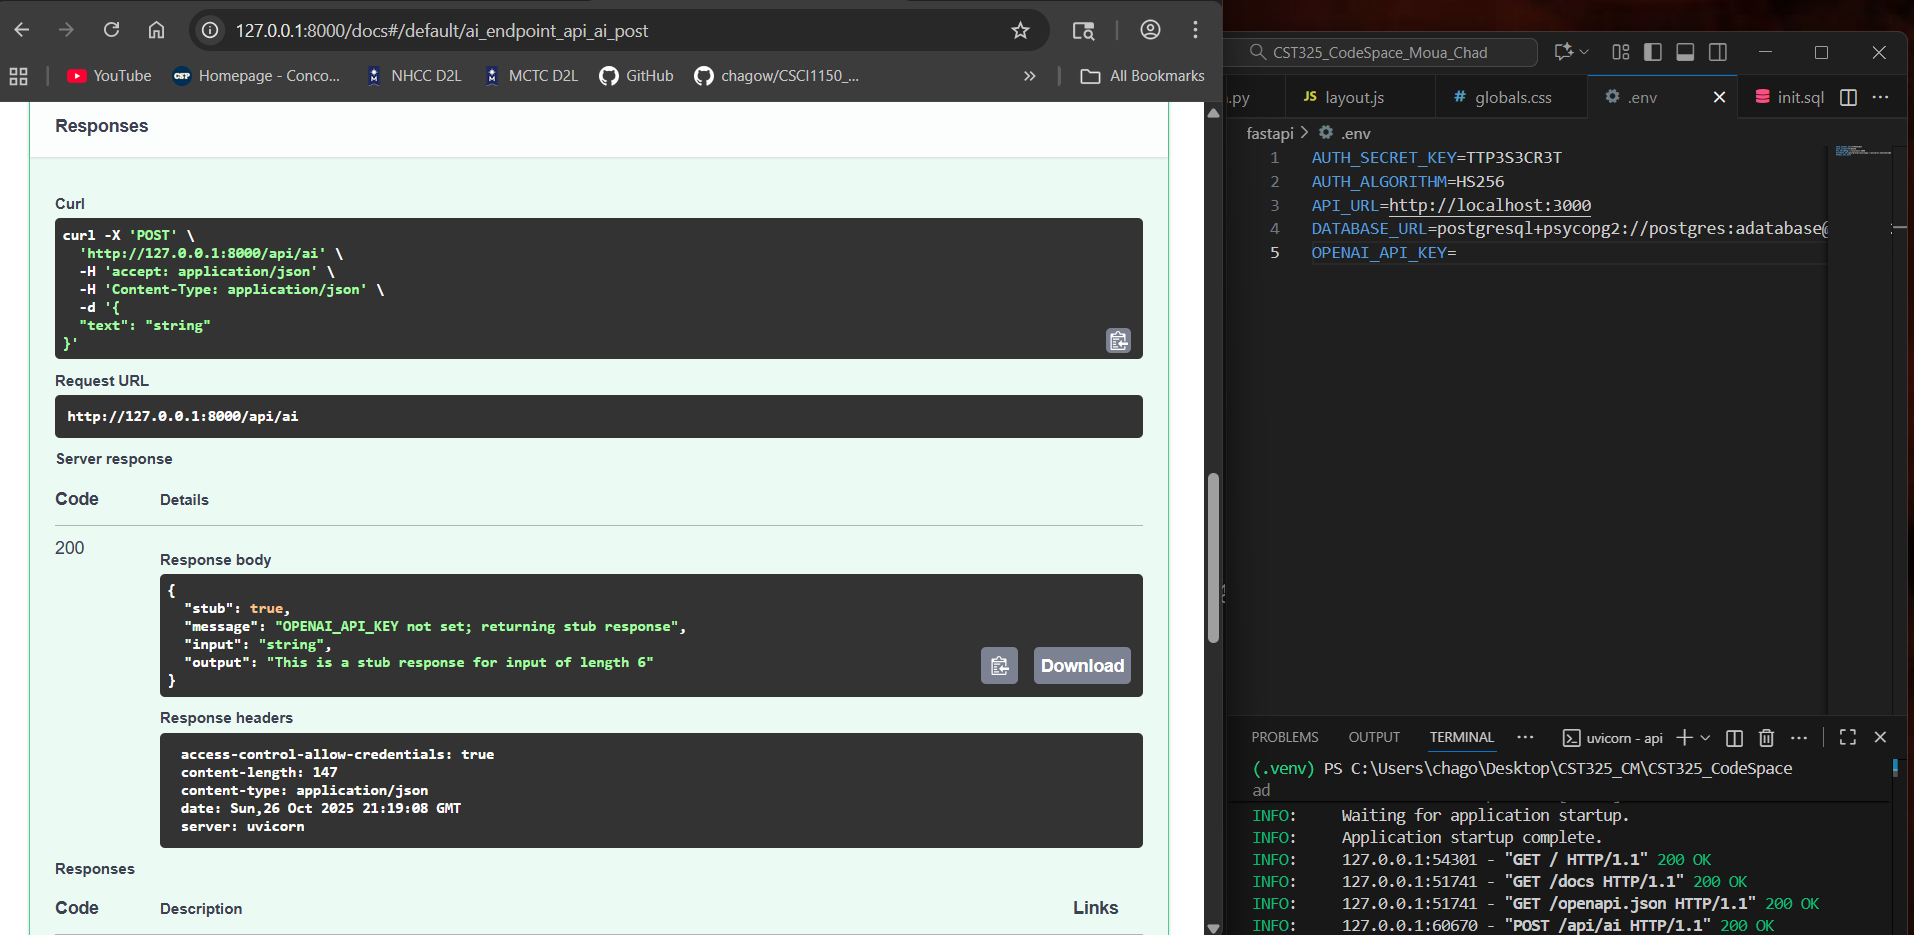 127.0.0.1:8000/docs#/default/ai_endpoint_api_ai_post
YouTube
CSP Homepage - Conco...
NHCC D2L
MCTC D2L
GitHub
chagow/CSCI1150_...
»
All Bookmarks
Responses
Curl
curl -X 'POST' \
'http://127.0.0.1:8000/api/ai' \
-H 'accept: application/json' \
-H 'Content-Type: application/json' \
-d '{
"text": "string"
}'
Request URL
http://127.0.0.1:8000/api/ai
Server response
Code Details
200
Response body
{
"stub": true,
"message": "OPENAI_API_KEY not set; returning stub response",
"input": "string",
"output": "This is a stub response for input of length 6"
}
Download
Response headers
access-control-allow-credentials: true
content-length: 147
content-type: application/json
date: Sun,26 Oct 2025 21:19:08 GMT
server: uvicorn
Responses
Code Description Links
CST325_CodeSpace_Moua_Chad
.py
JS layout.js
# globals.css
.env
init.sql
fastapi > .env
1 AUTH_SECRET_KEY=TTP3S3CR3T
2 AUTH_ALGORITHM=HS256
3 API_URL=http://localhost:3000
4 DATABASE_URL=postgresql+psycopg2://postgres:adatabase@
5 OPENAI_API_KEY=
PROBLEMS OUTPUT TERMINAL ··· uvicorn - api
(.venv) PS C:\Users\chago\Desktop\CST325_CM\CST325_CodeSpace
ad
INFO: Waiting for application startup.
INFO: Application startup complete.
INFO: 127.0.0.1:54301 - "GET / HTTP/1.1" 200 OK
INFO: 127.0.0.1:51741 - "GET /docs HTTP/1.1" 200 OK
INFO: 127.0.0.1:51741 - "GET /openapi.json HTTP/1.1" 200 OK
INFO: 127.0.0.1:60670 - "POST /api/ai HTTP/1.1" 200 OK